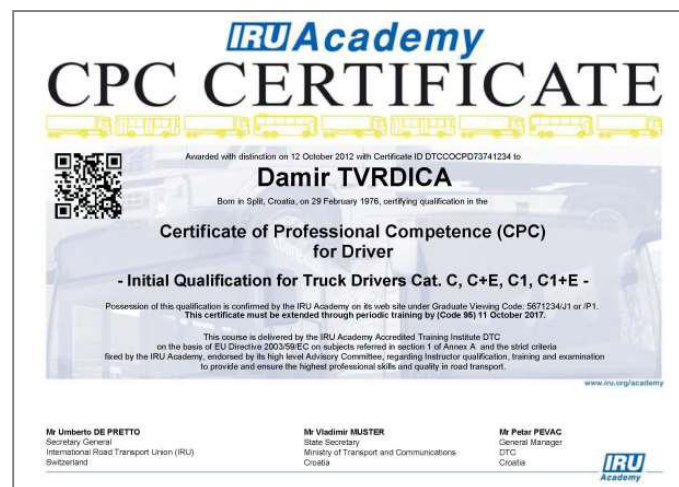 IRU Academy
CPC CERTIFICATE
Awarded with distinction on 12 October 2012 with Certificate ID DTCCOCPD73741234 to
Damir TVRDICA
Born in Split, Croatia, on 29 February 1976, certifying qualification in the
Certificate of Professional Competence (CPC)
for Driver
- Initial Qualification for Truck Drivers Cat. C, C+E, C1, C1+E -
Possession of this qualification is confirmed by the IRU Academy on its web site under Graduate Viewing Code: 5671234/J1 or /P1.
This certificate must be extended through periodic training by (Code 95) 11 October 2017.
This course is delivered by the IRU Academy Accredited Training Institute DTC
on the basis of EU Directive 2003/59/EC on subjects referred in section 1 of Annex A and the strict criteria
fixed by the IRU Academy, endorsed by its high level Advisory Committee, regarding Instructor qualification, training and examination
to provide and ensure the highest professional skills and quality in road transport.
www.iru.org/academy
Mr Umberto DE PRETTO
Secretary General
International Road Transport Union (IRU)
Switzerland
Mr Vladimir MUSTER
State Secretary
Ministry of Transport and Communications
Croatia
Mr Petar PEVAC
General Manager
DTC
Croatia
IRU
Academy